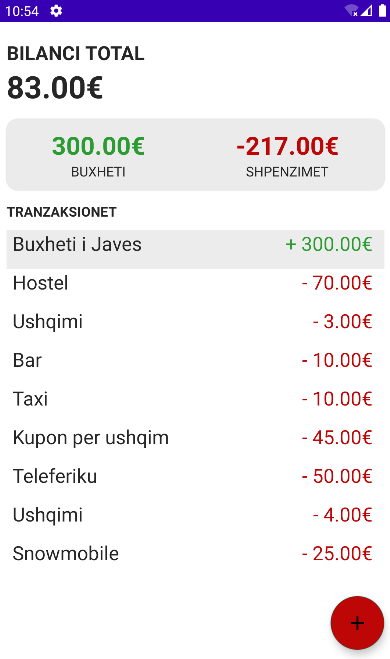 10:54
BILANCI TOTAL
83.00€
300.00€ -217.00€
BUXHETI SHPENZIMET
TRANZAKSIONET
Buxheti i Javes + 300.00€
Hostel - 70.00€
Ushqimi - 3.00€
Bar - 10.00€
Taxi - 10.00€
Kupon per ushqim - 45.00€
Teleferiku - 50.00€
Ushqimi - 4.00€
Snowmobile - 25.00€
+